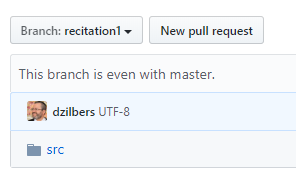 Branch: recitation1 New pull request
This branch is even with master.
dzilbers UTF-8
src